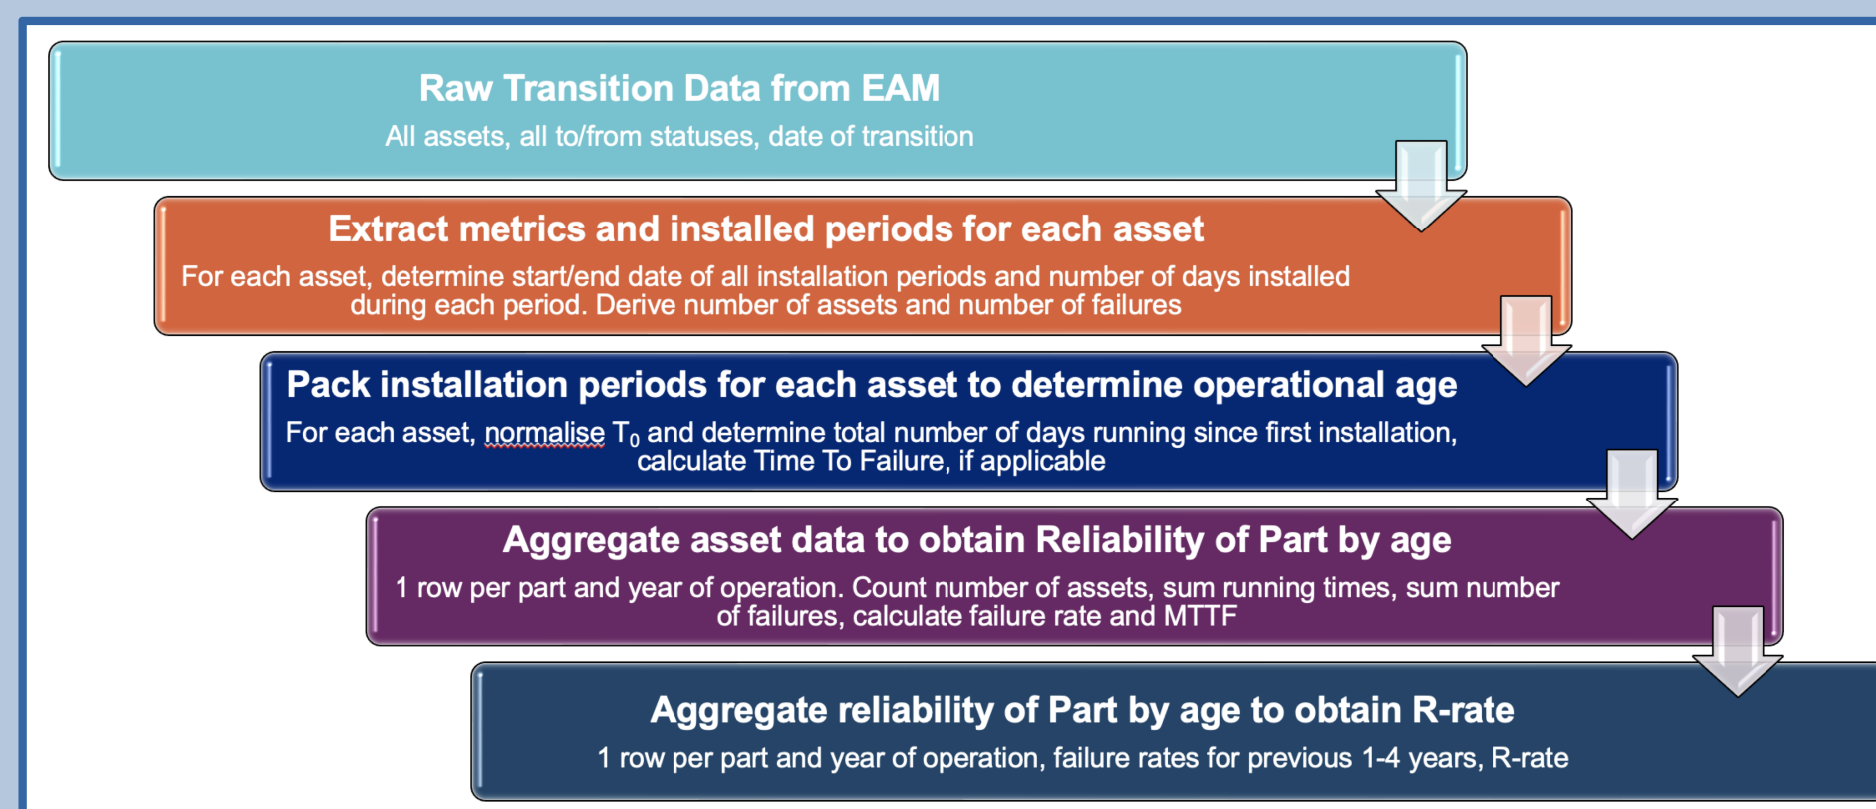 Raw Transition Data from EAM
All assets, all to/from statuses, date of transition
Extract metrics and installed periods for each asset
For each asset, determine start/end date of all installation periods and number of days installed
during each period. Derive number of assets and number of failures
Pack installation periods for each asset to determine operational age
For each asset, normalise T₀ and determine total number of days running since first installation,
calculate Time To Failure, if applicable
Aggregate asset data to obtain Reliability of Part by age
1 row per part and year of operation. Count number of assets, sum running times, sum number
of failures, calculate failure rate and MTTF
Aggregate reliability of Part by age to obtain R-rate
1 row per part and year of operation, failure rates for previous 1-4 years, R-rate